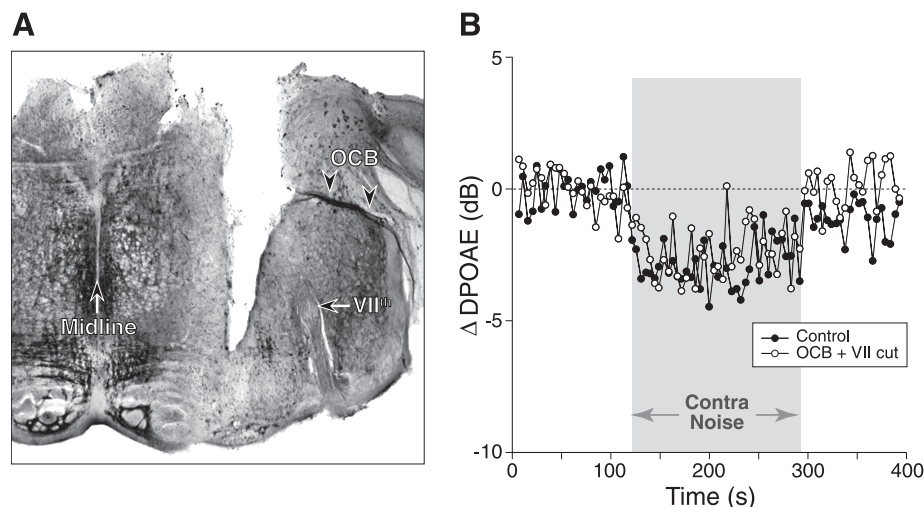 A
OCB
VIIth
Midline
B
Δ DPOAE (dB)
5
0
-5
-10
Control
OCB + VII cut
Contra
Noise
0
100
200
300
400
Time (s)